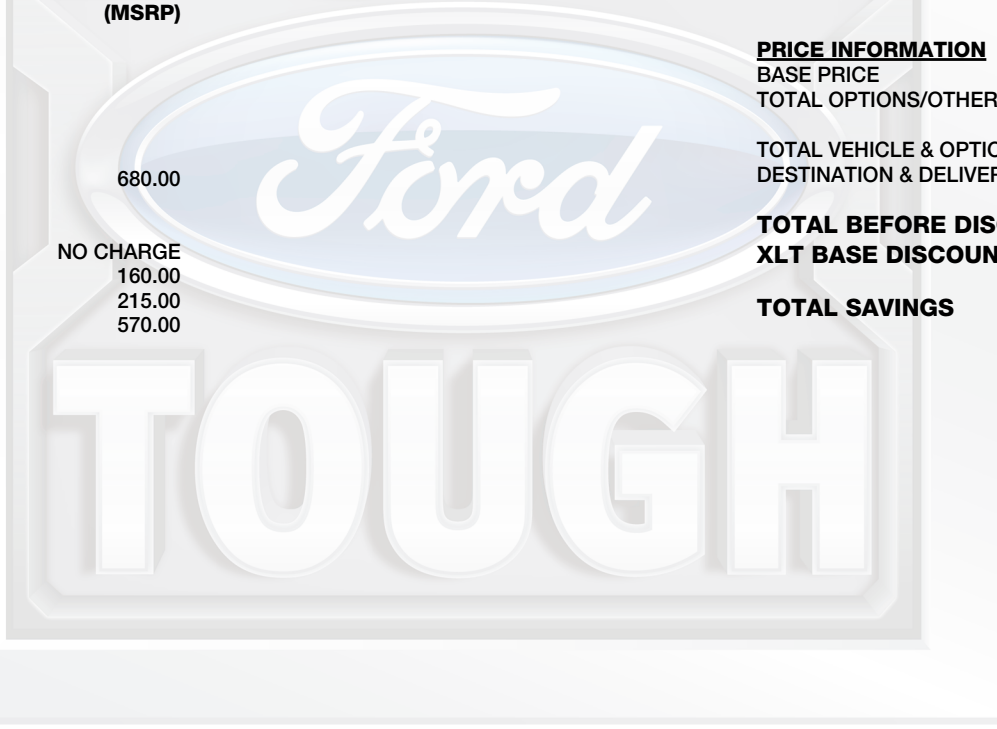 (MSRP)
680.00
NO CHARGE
160.00
215.00
570.00
PRICE INFORMATION
BASE PRICE
TOTAL OPTIONS/OTHER
TOTAL VEHICLE & OPTIO
DESTINATION & DELIVER
TOTAL BEFORE DIS
XLT BASE DISCOUN
TOTAL SAVINGS
Ford
TOUGH